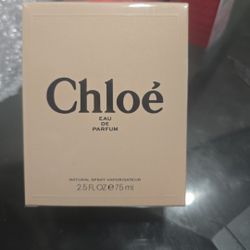 Chloé
EAU
DE
PARFUM
NATURAL SPRAY VAPORISATEUR
2.5 FL.OZ ℮ 75 ml